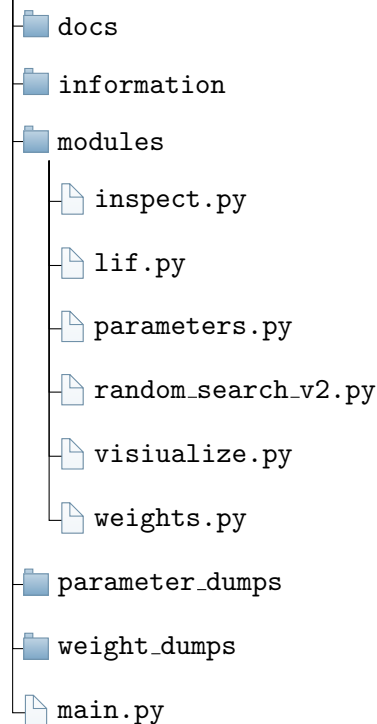 docs
information
modules
inspect.py
lif.py
parameters.py
random_search_v2.py
visiualize.py
weights.py
parameter_dumps
weight_dumps
main.py